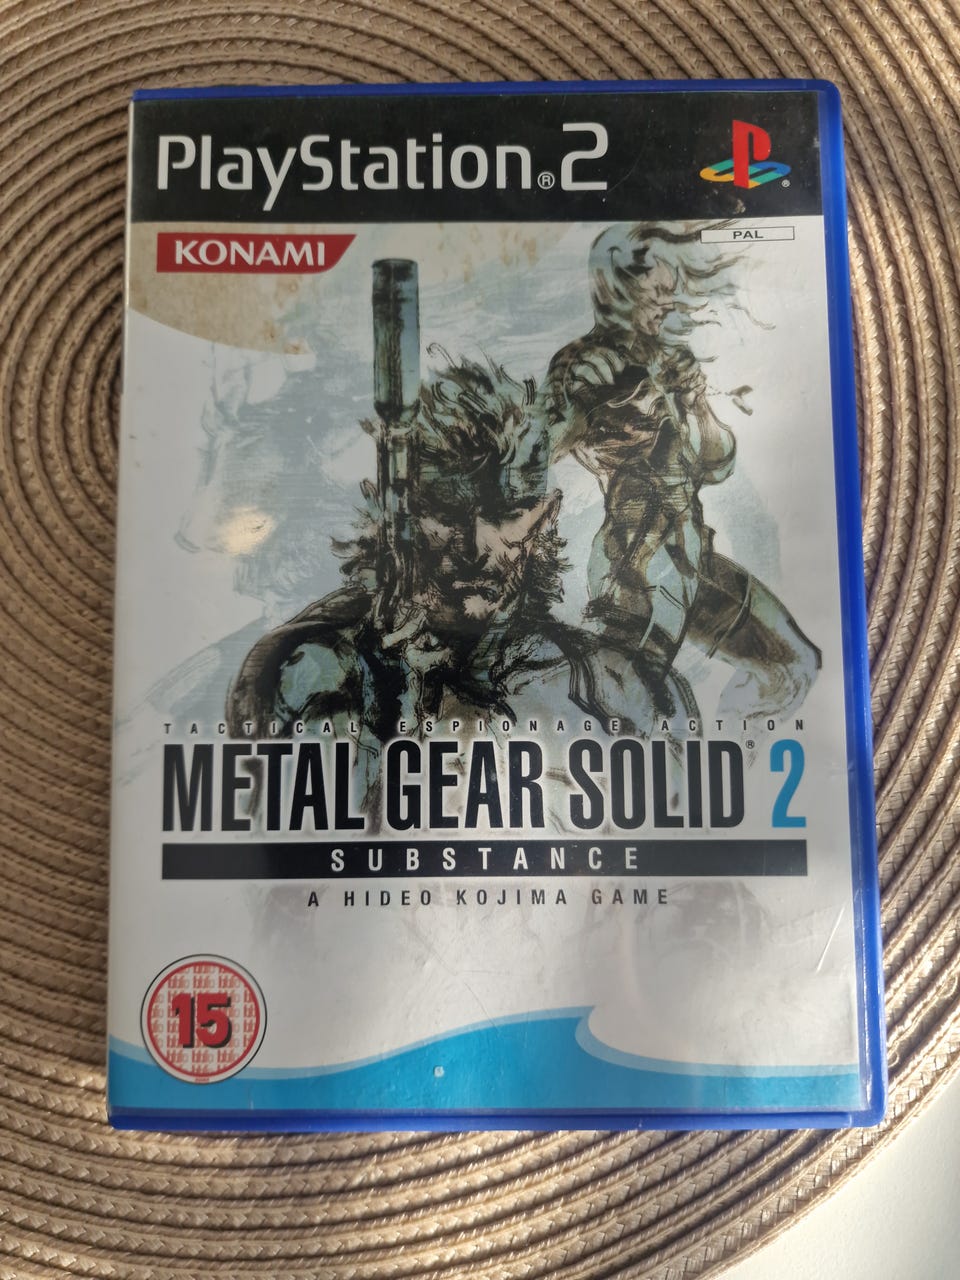 PlayStation®2
®
KONAMI
PAL
TACTICAL ESPIONAGE ACTION
METAL GEAR SOLID® 2
SUBSTANCE
A HIDEO KOJIMA GAME
15